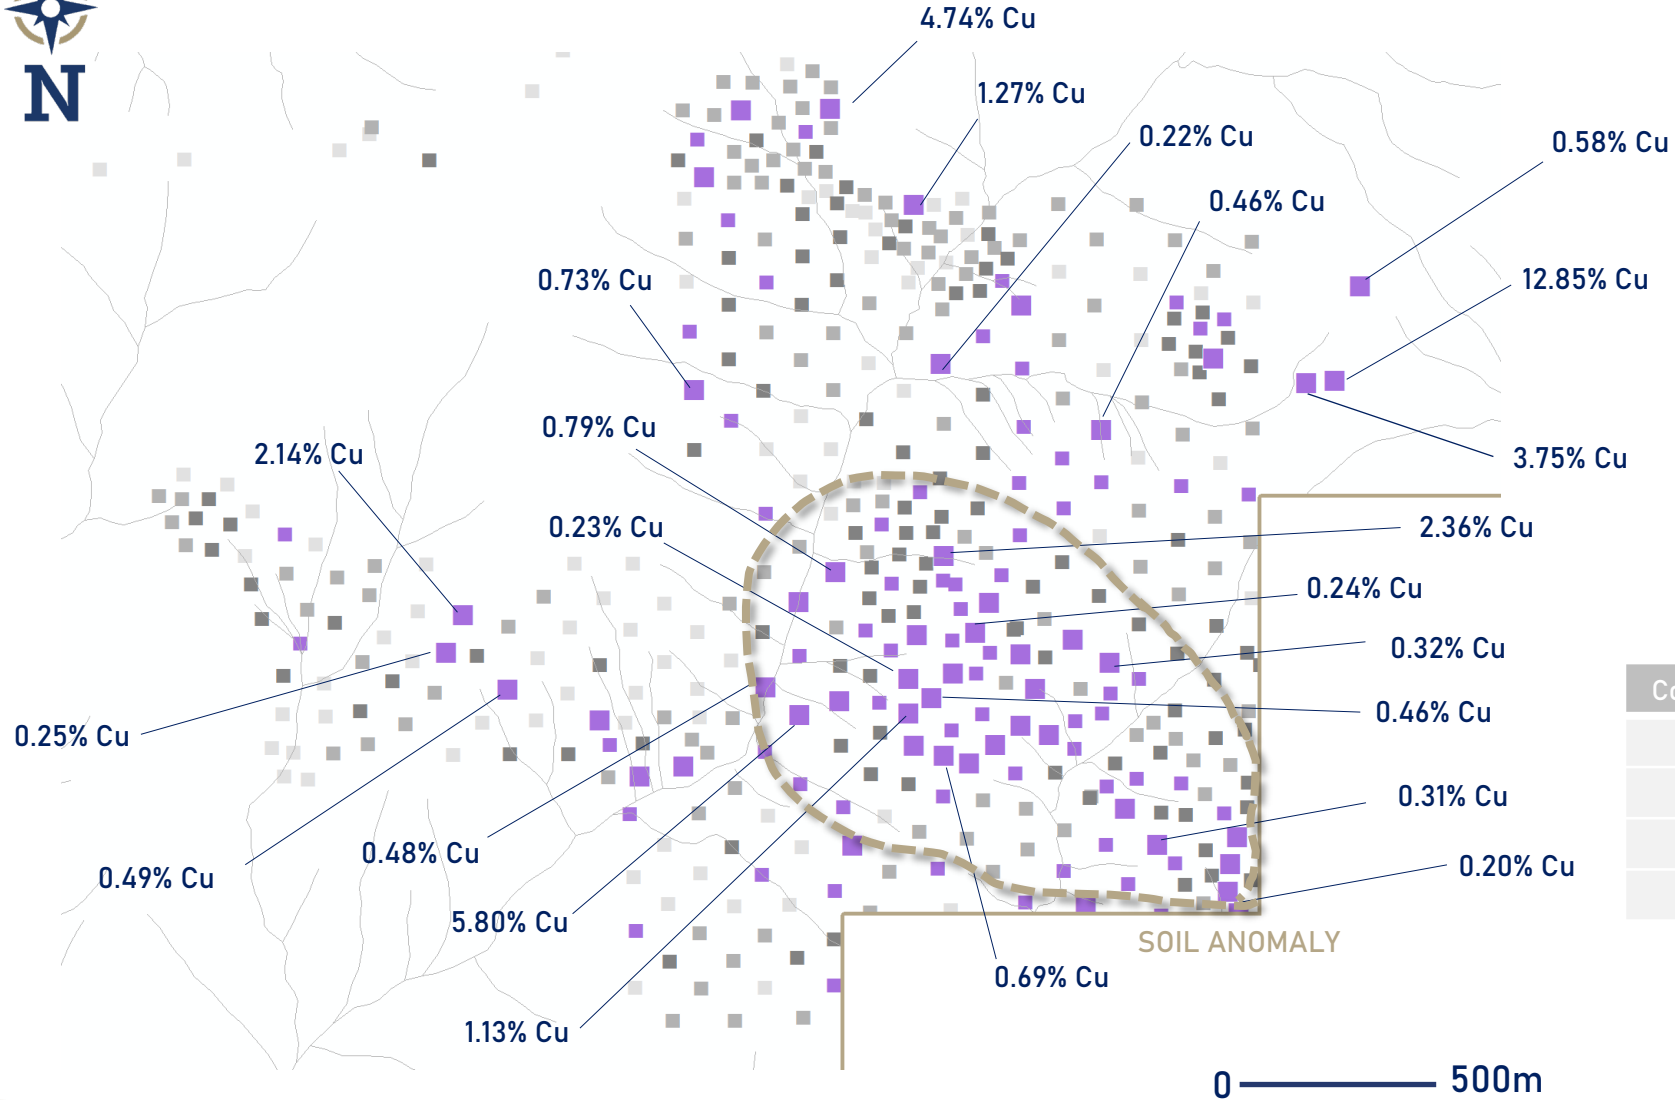 4.74% Cu
N
1.27% Cu
0.22% Cu
0.58% Cu
0.46% Cu
0.73% Cu
12.85% Cu
0.79% Cu
2.14% Cu
3.75% Cu
0.23% Cu
2.36% Cu
0.24% Cu
0.32% Cu
0.46% Cu
0.25% Cu
0.31% Cu
0.48% Cu
0.49% Cu
0.20% Cu
5.80% Cu
SOIL ANOMALY
0.69% Cu
1.13% Cu
0 500m